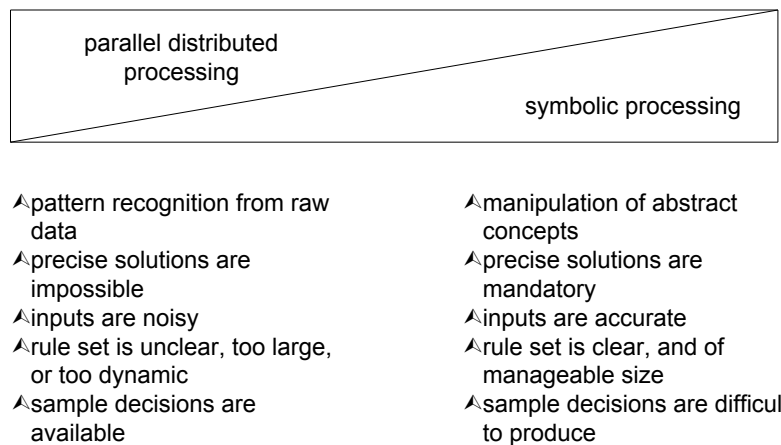 parallel distributed
processing
symbolic processing
pattern recognition from raw
data
precise solutions are
impossible
inputs are noisy
rule set is unclear, too large,
or too dynamic
sample decisions are
available
manipulation of abstract
concepts
precise solutions are
mandatory
inputs are accurate
rule set is clear, and of
manageable size
sample decisions are difficul
to produce